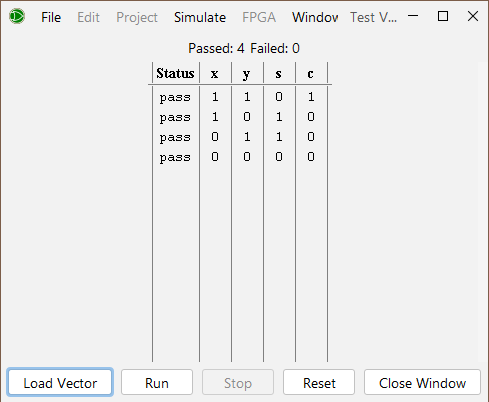 File Edit Project Simulate FPGA Window Test V...
Passed: 4 Failed: 0
Status x y s c
pass 1 1 0 1
pass 1 0 1 0
pass 0 1 1 0
pass 0 0 0 0
Load Vector Run Stop Reset Close Window